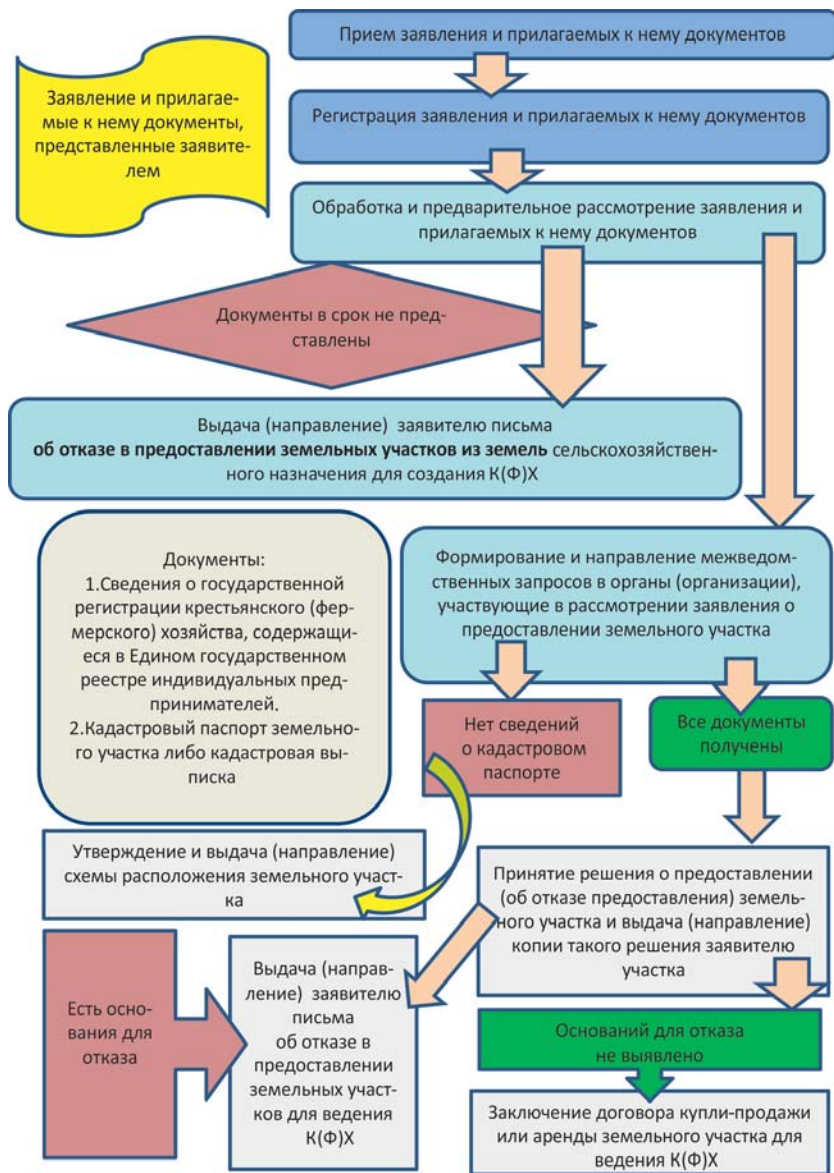 Прием заявления и прилагаемых к нему документов
Заявление и прилагае-
мые к нему документы,
представленные заявите-
лем
Регистрация заявления и прилагаемых к нему документов
Обработка и предварительное рассмотрение заявления и
прилагаемых к нему документов
Документы в срок не пред-
ставлены
Выдача (направление) заявителю письма
об отказе в предоставлении земельных участков из земель сельскохозяйствен-
ного назначения для создания К(Ф)Х
Документы:
1.Сведения о государственной
регистрации крестьянского (фер-
мерского) хозяйства, содержащи-
еся в Едином государственном
реестре индивидуальных пред-
принимателей.
2.Кадастровый паспорт земельно-
го участка либо кадастровая вы-
писка
Формирование и направление межведом-
ственных запросов в органы (организации),
участвующие в рассмотрении заявления о
предоставлении земельного участка
Нет сведений
о кадастровом
паспорте
Все документы
получены
Утверждение и выдача (направление)
схемы расположения земельного участ-
ка
Принятие решения о предоставлении
(об отказе предоставления) земель-
ного участка и выдача (направление)
копии такого решения заявителю
участка
Есть осно-
вания для
отказа
Выдача (направ-
ление) заявителю
письма
об отказе в
предоставлении
земельных участ-
ков для ведения
К(Ф)Х
Оснований для отказа
не выявлено
Заключение договора купли-продажи
или аренды земельного участка для
ведения К(Ф)Х